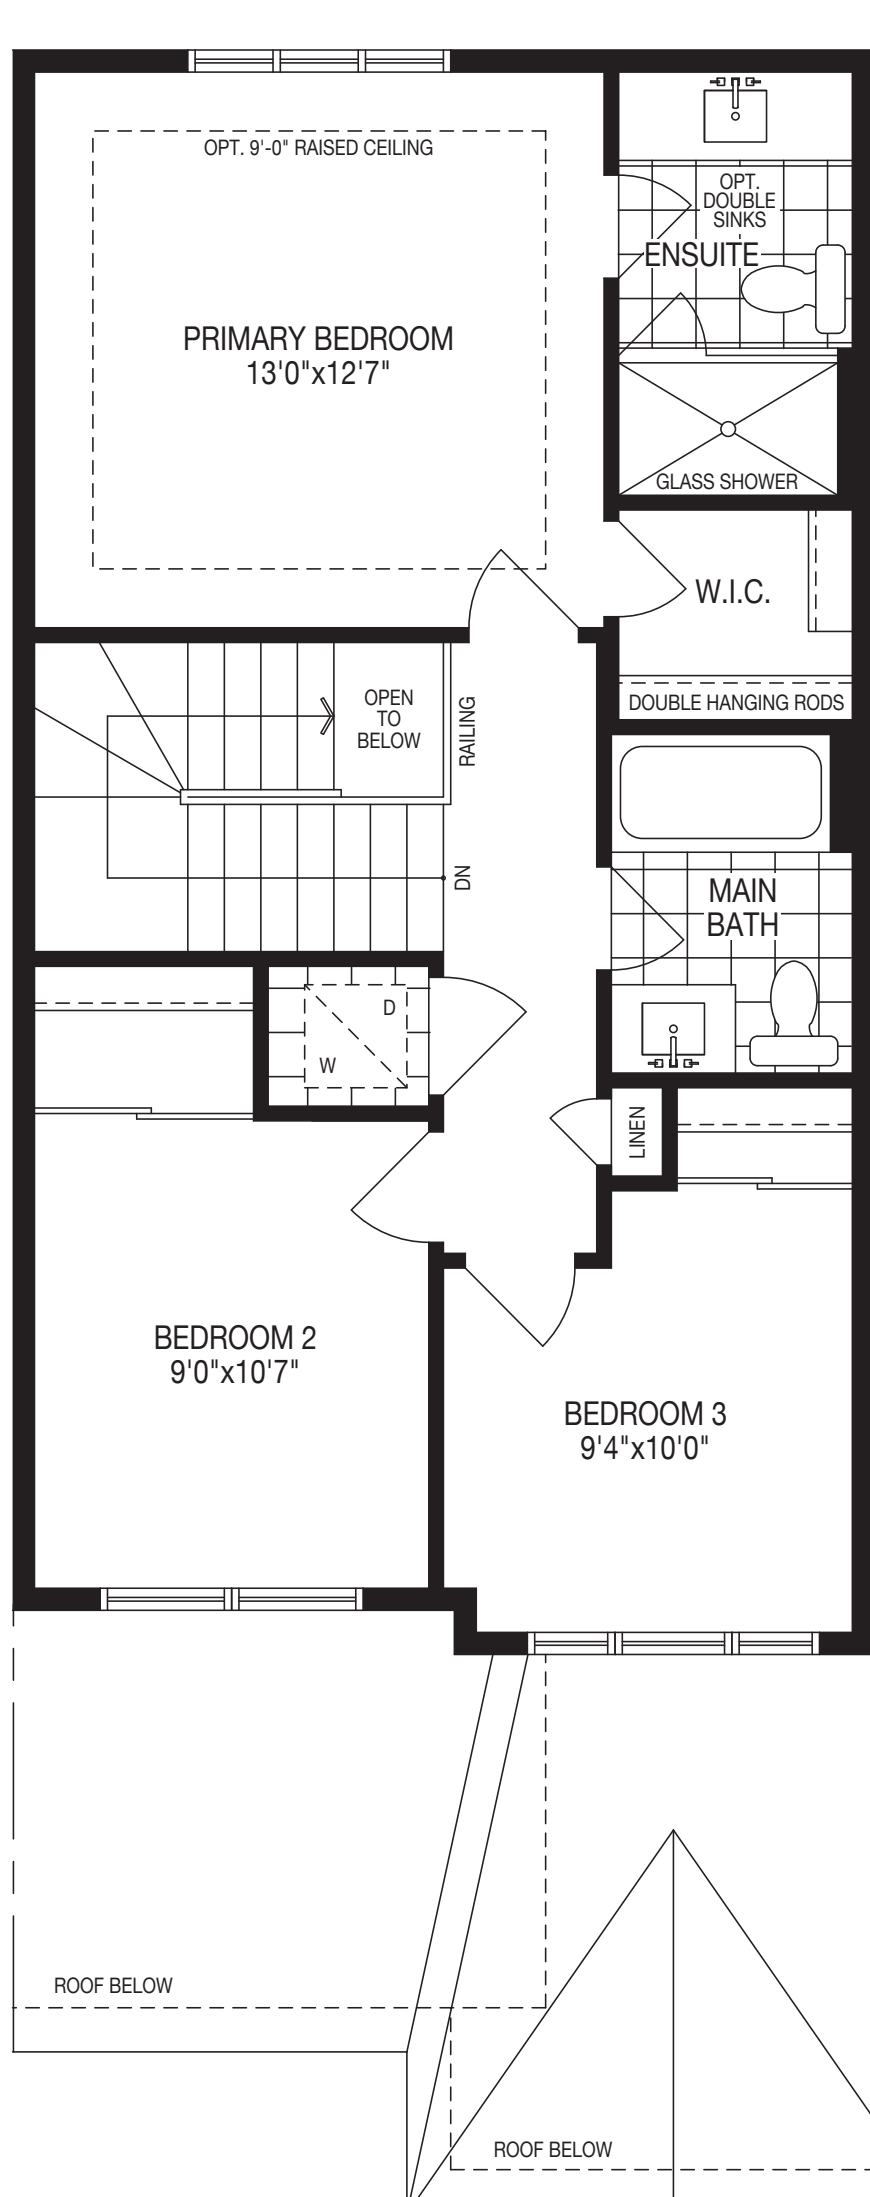 OPT. 9'-0" RAISED CEILING
OPT.
DOUBLE
SINKS
ENSUITE
PRIMARY BEDROOM
13'0"x12'7"
GLASS SHOWER
W.I.C.
DOUBLE HANGING RODS
OPEN
TO
BELOW
RAILING
DN
MAIN
BATH
D
W
LINEN
BEDROOM 2
9'0"x10'7"
BEDROOM 3
9'4"x10'0"
ROOF BELOW
ROOF BELOW